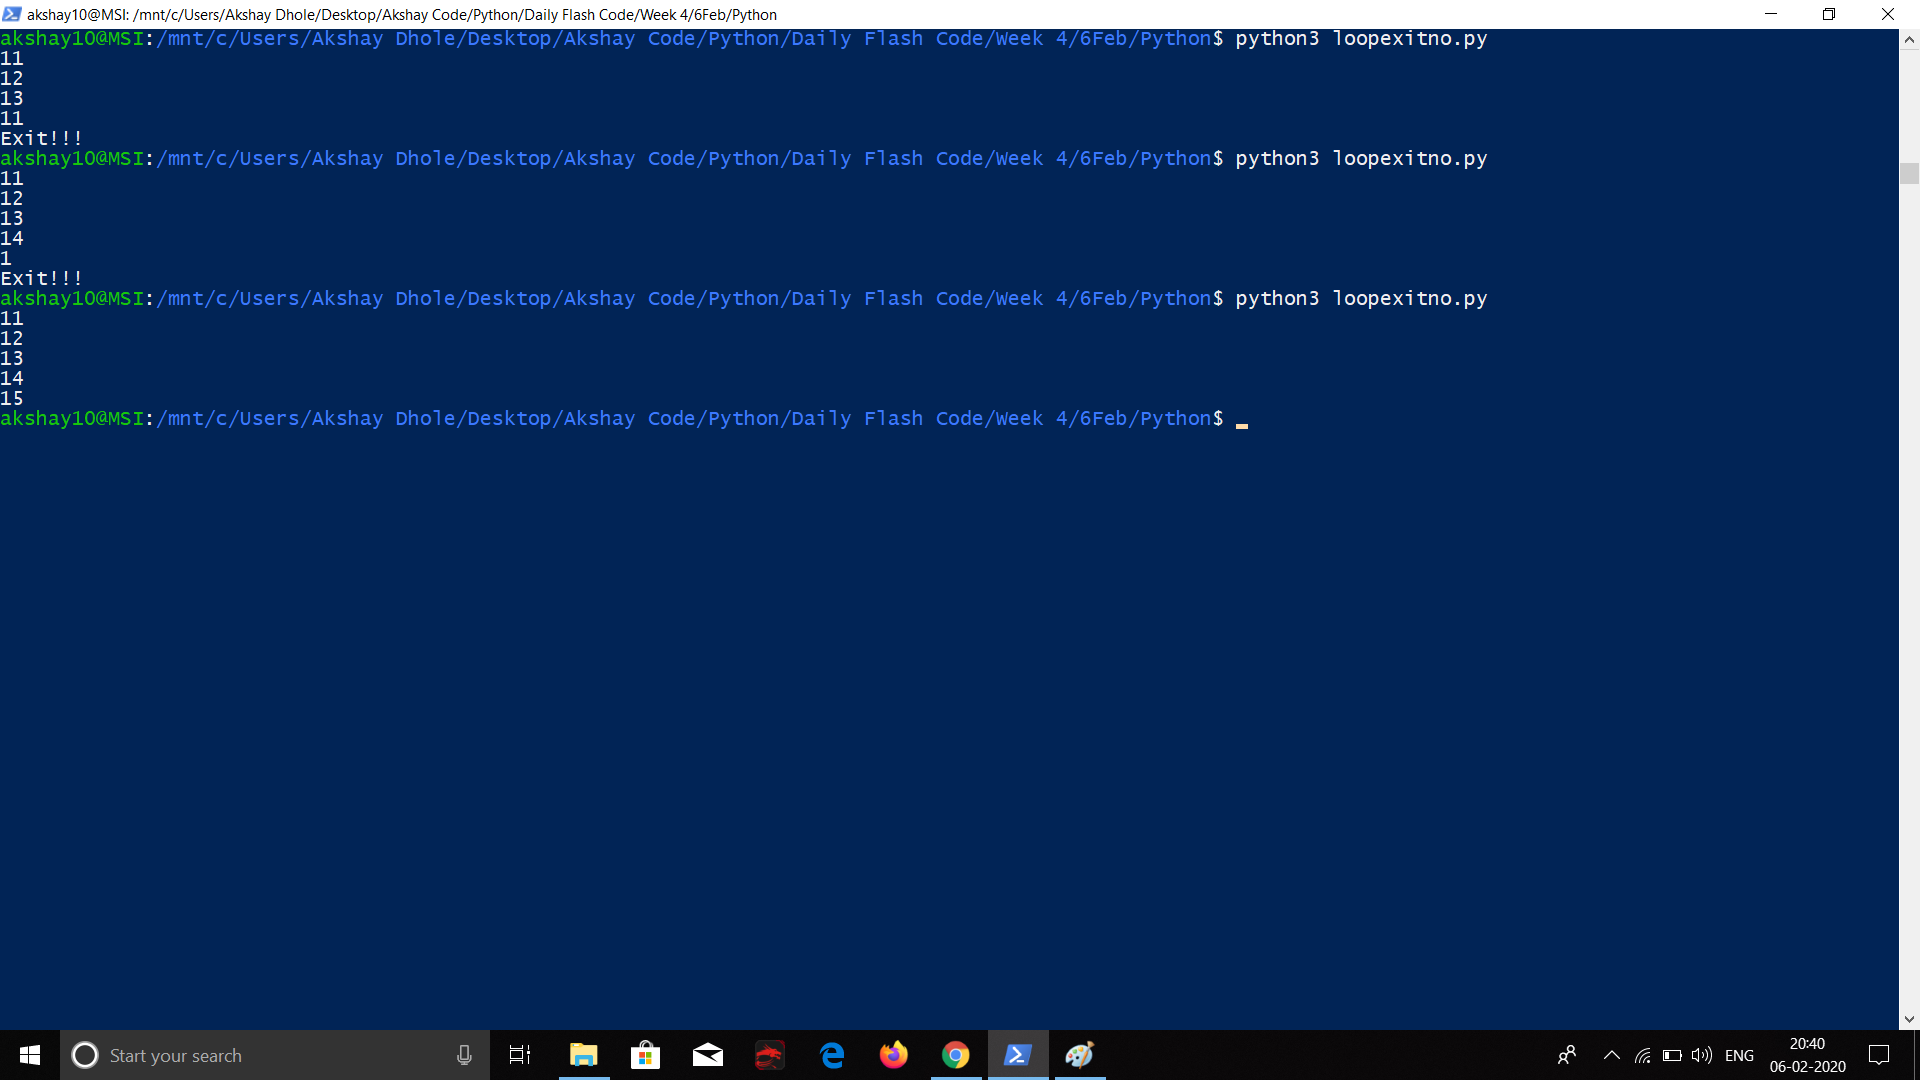 akshay10@MSI: /mnt/c/Users/Akshay Dhole/Desktop/Akshay Code/Python/Daily Flash Code/Week 4/6Feb/Python
akshay10@MSI:/mnt/c/Users/Akshay Dhole/Desktop/Akshay Code/Python/Daily Flash Code/Week 4/6Feb/Python$ python3 loopexitno.py
11
12
13
11
Exit!!!
akshay10@MSI:/mnt/c/Users/Akshay Dhole/Desktop/Akshay Code/Python/Daily Flash Code/Week 4/6Feb/Python$ python3 loopexitno.py
11
12
13
14
1
Exit!!!
akshay10@MSI:/mnt/c/Users/Akshay Dhole/Desktop/Akshay Code/Python/Daily Flash Code/Week 4/6Feb/Python$ python3 loopexitno.py
11
12
13
14
15
akshay10@MSI:/mnt/c/Users/Akshay Dhole/Desktop/Akshay Code/Python/Daily Flash Code/Week 4/6Feb/Python$
Start your search
ENG
20:40
06-02-2020